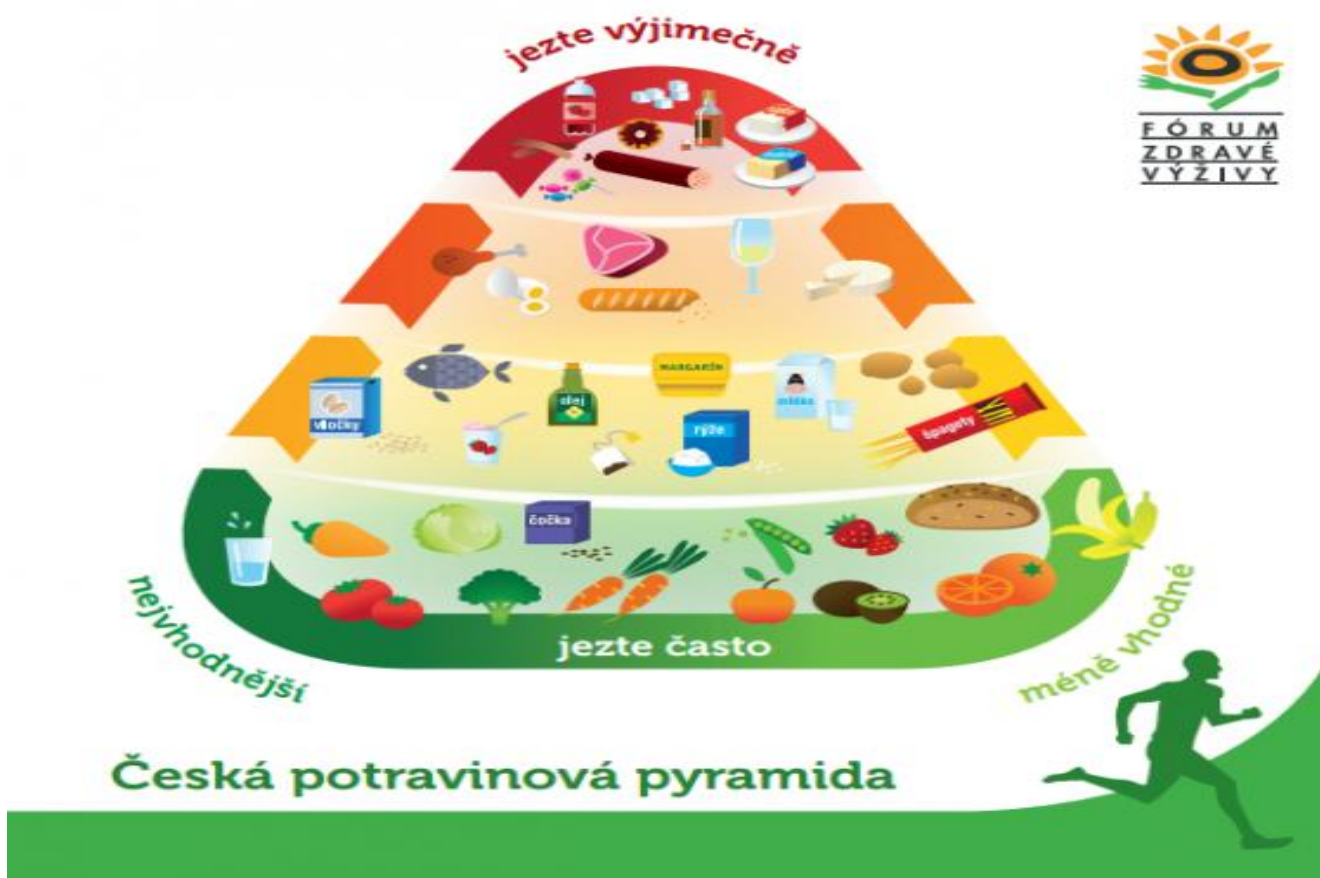 jezte výjimečně
FÓRUM
ZDRAVÉ
VÝŽIVY
MARGARÍN
olej
mléko
vločky
rýže
špagety
čočka
jezte často
nejvhodnější
méně vhodné
Česká potravinová pyramida